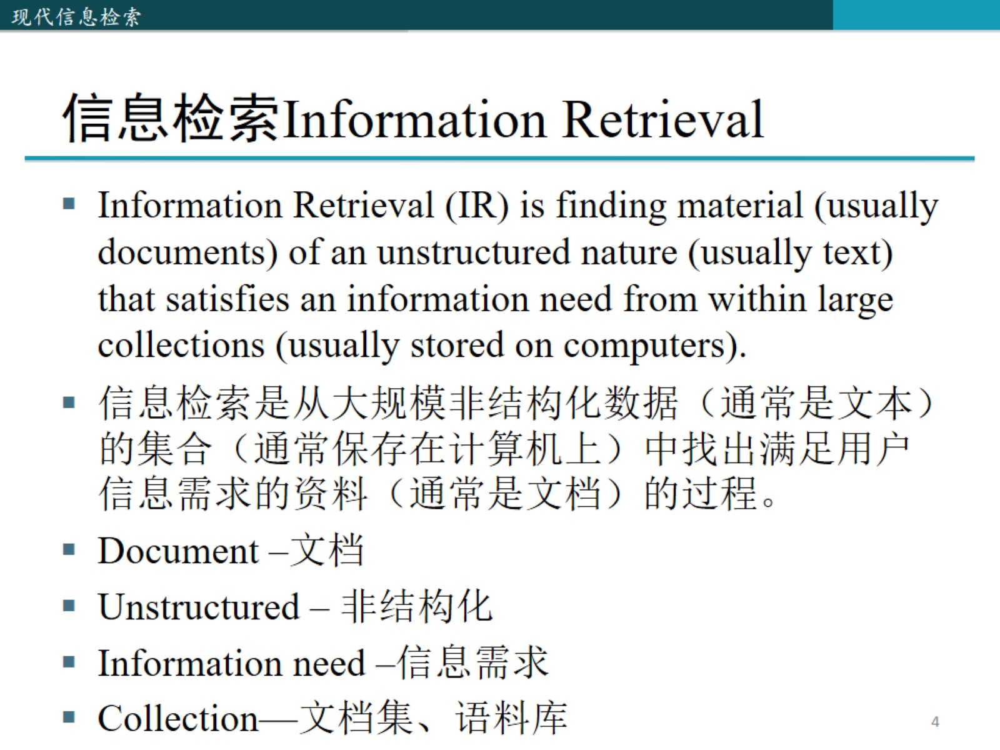 现代信息检索
信息检索Information Retrieval
Information Retrieval (IR) is finding material (usually
documents) of an unstructured nature (usually text)
that satisfies an information need from within large
collections (usually stored on computers).
信息检索是从大规模非结构化数据（通常是文本）
的集合（通常保存在计算机上）中找出满足用户
信息需求的资料（通常是文档）的过程。
Document –文档
Unstructured – 非结构化
Information need –信息需求
Collection—文档集、语料库
4